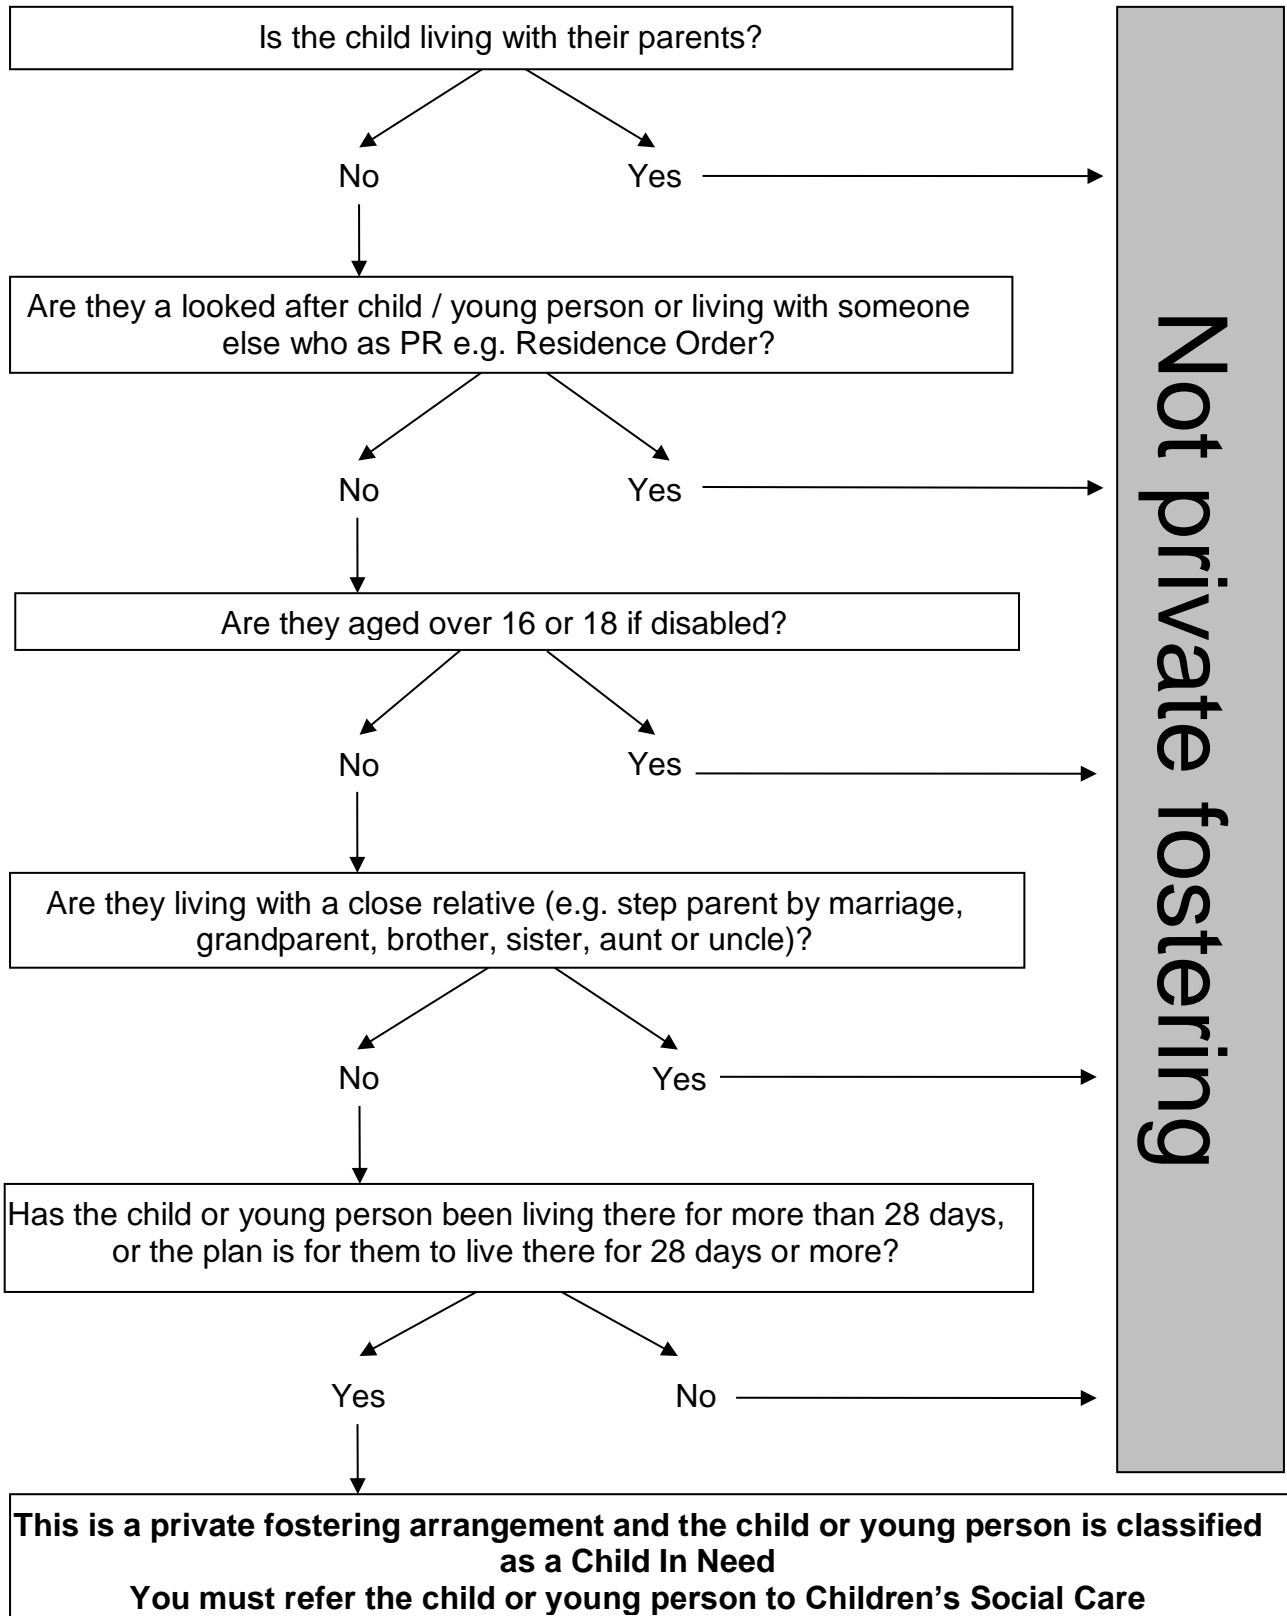 Is the child living with their parents?
No
Yes
Are they a looked after child / young person or living with someone
else who as PR e.g. Residence Order?
No
Yes
Are they aged over 16 or 18 if disabled?
No
Yes
Are they living with a close relative (e.g. step parent by marriage,
grandparent, brother, sister, aunt or uncle)?
No
Yes
Has the child or young person been living there for more than 28 days,
or the plan is for them to live there for 28 days or more?
Yes
No
Not private fostering
This is a private fostering arrangement and the child or young person is classified
as a Child In Need
You must refer the child or young person to Children’s Social Care